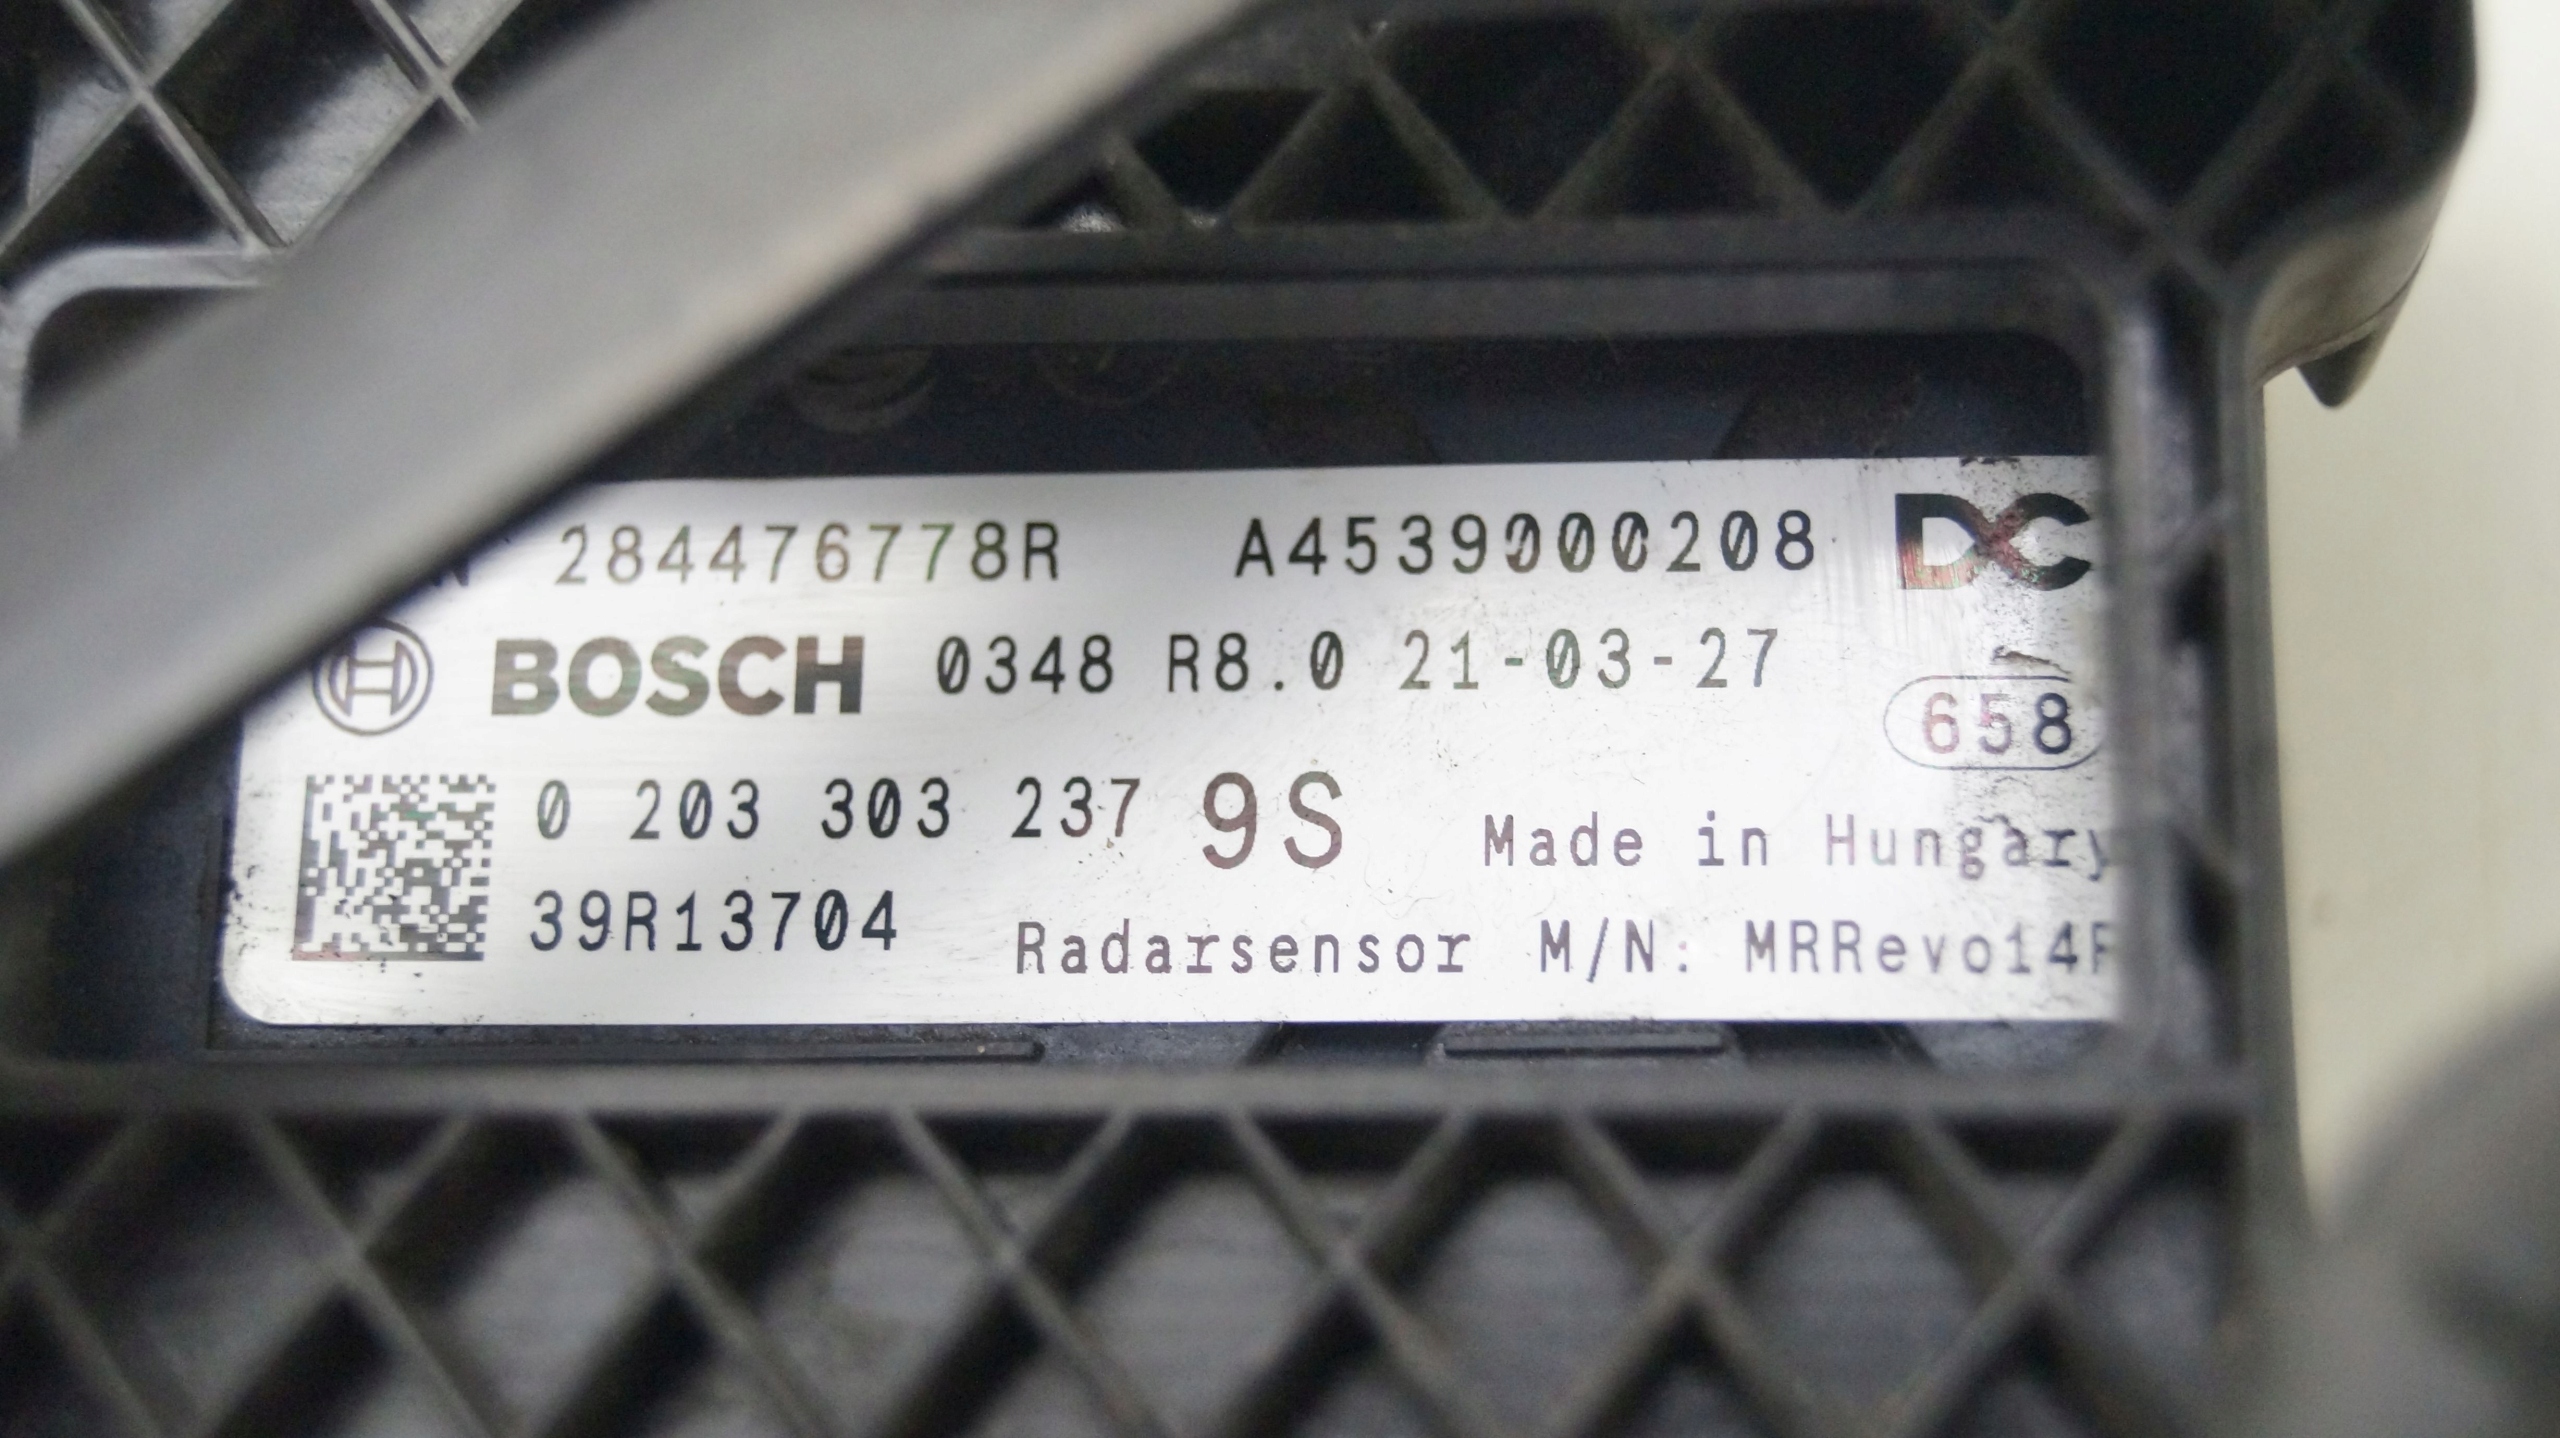 284476778R A4539000208 DC
BOSCH 0348 R8.0 21-03-27
658
0 203 303 237 9S
Made in Hungary
39R13704
Radarsensor M/N: MRRevo14F